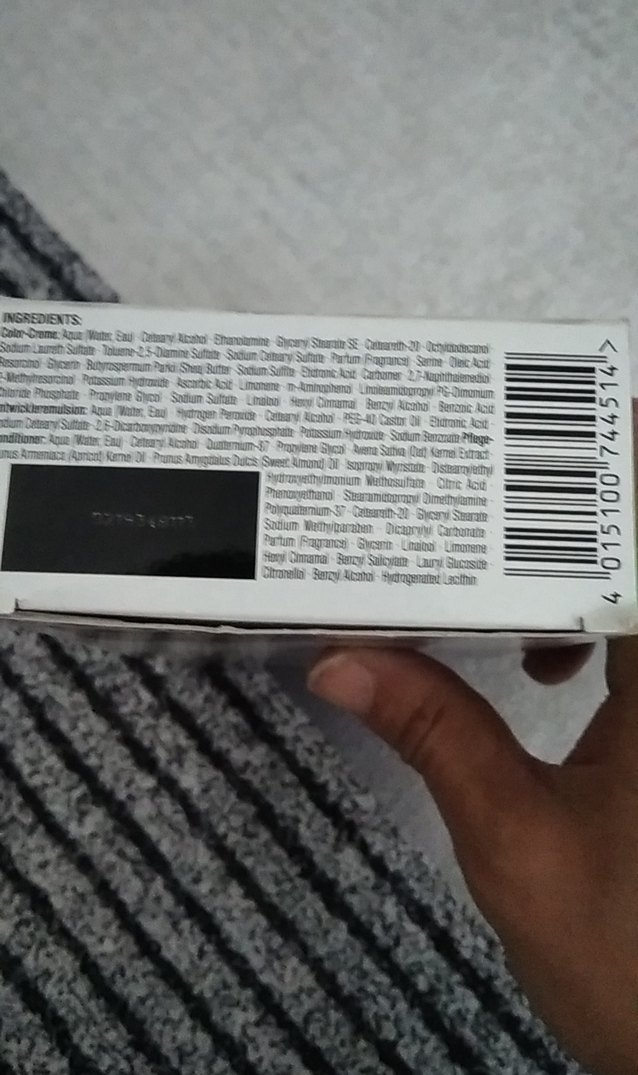 INGREDIENTS:
Color-Creme: Aqua (Water, Eau) · Cetearyl Alcohol · Ethanolamine · Glyceryl Stearate SE · Ceteareth-20 · Octyldodecanol ·
Sodium Laureth Sulfate · Toluene-2,5-Diamine Sulfate · Sodium Cetearyl Sulfate · Parfum (Fragrance) · Serine · Oleic Acid
Resorcinol · Glycerin · Butyrospermum Parkii (Shea) Butter · Sodium Sulfite · Etidronic Acid · Carbomer · 2,7-Naphthalenediol
-Methylresorcinol · Potassium Hydroxide · Ascorbic Acid · Limonene · m-Aminophenol · Linoleamidopropyl PG-Dimonium
Chloride Phosphate · Propylene Glycol · Sodium Sulfate · Linalool · Hexyl Cinnamal · Benzyl Alcohol · Benzoic Acid
ntwickleremulsion: Aqua (Water, Eau) · Hydrogen Peroxide · Cetearyl Alcohol · PEG-40 Castor Oil · Etidronic Acid ·
dium Cetearyl Sulfate · 2,6-Dicarboxypyridine · Disodium Pyrophosphate · Potassium Hydroxide · Sodium Benzoate Pflege-
nditioner: Aqua (Water, Eau) · Cetearyl Alcohol · Quaternium-87 · Propylene Glycol · Avena Sativa (Oat) Kernel Extract
unus Armeniaca (Apricot) Kernel Oil · Prunus Amygdalus Dulcis (Sweet Almond) Oil · Isopropyl Myristate · Distearoylethyl
Hydroxyethylmonium Methosulfate · Citric Acid ·
Phenoxyethanol · Stearamidopropyl Dimethylamine ·
Polyquaternium-37 · Ceteareth-20 · Glyceryl Stearate
Sodium Methylparaben · Dicaprylyl Carbonate ·
Parfum (Fragrance) · Glycerin · Linalool · Limonene ·
Hexyl Cinnamal · Benzyl Salicylate · Lauryl Glucoside ·
Citronellol · Benzyl Alcohol · Hydrogenated Lecithin
4 015100 744514 >